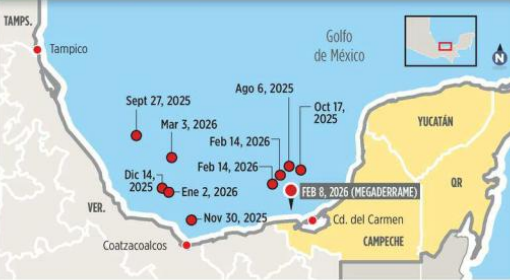 TAMPS.
Golfo
de México
N
Tampico
Ago 6, 2025
Sept 27, 2025
Oct 17,
2025
Mar 3, 2026
YUCATÁN
Feb 14, 2026
Feb 14, 2026
Dic 14,
2025
Ene 2, 2026
FEB 8, 2026 (MEGADERRAME)
QR
VER.
Nov 30, 2025
Cd. del Carmen
Coatzacoalcos
CAMPECHE